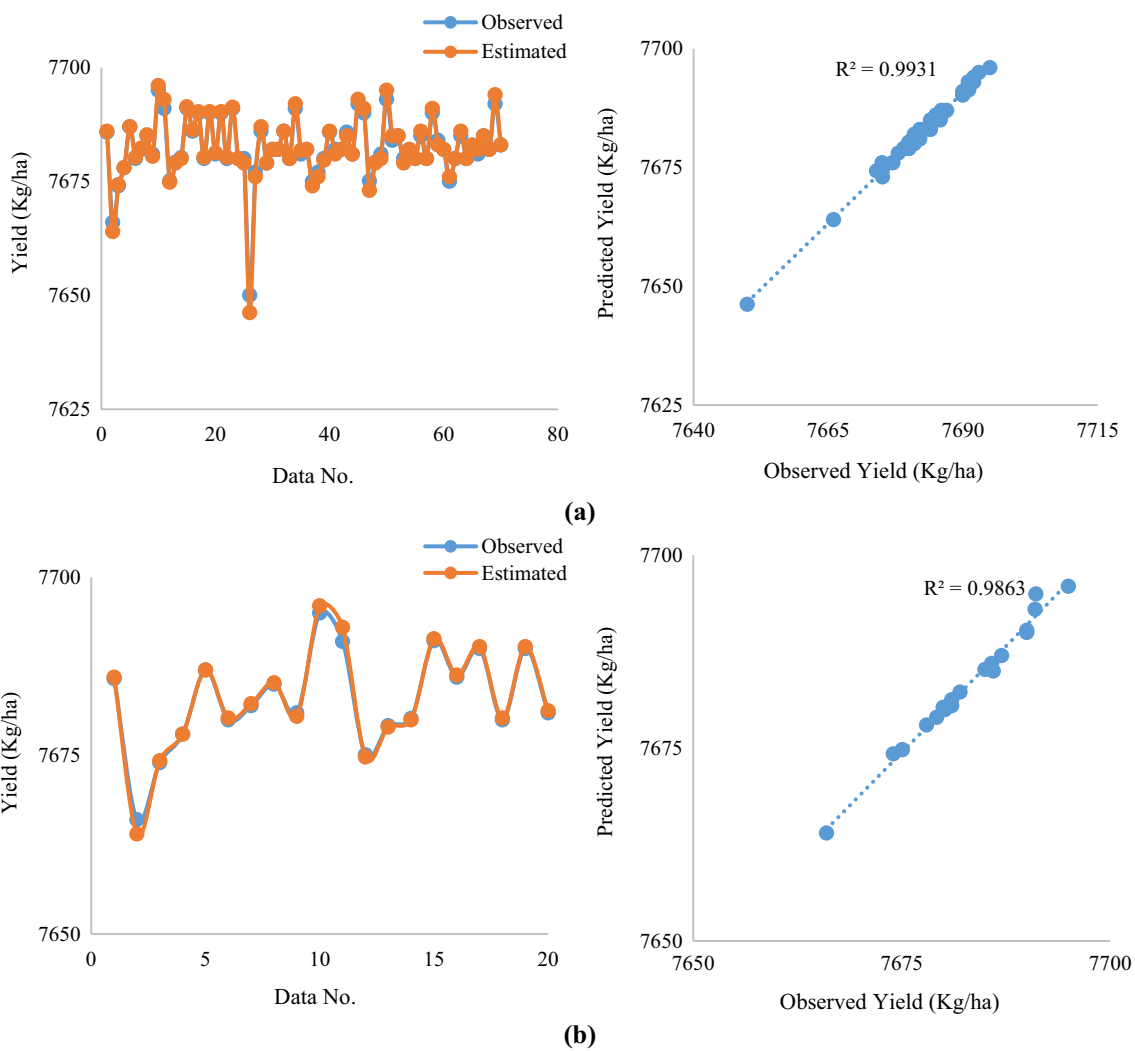 Observed
Estimated
7700
7675
7650
7625
0
20
40
60
80
Yield (Kg/ha)
Data No.
7700
7675
7650
7625
7640
7665
7690
7715
R² = 0.9931
Predicted Yield (Kg/ha)
Observed Yield (Kg/ha)
(a)
Observed
Estimated
7700
7675
7650
0
5
10
15
20
Yield (Kg/ha)
Data No.
7700
7675
7650
7650
7675
7700
R² = 0.9863
Predicted Yield (Kg/ha)
Observed Yield (Kg/ha)
(b)